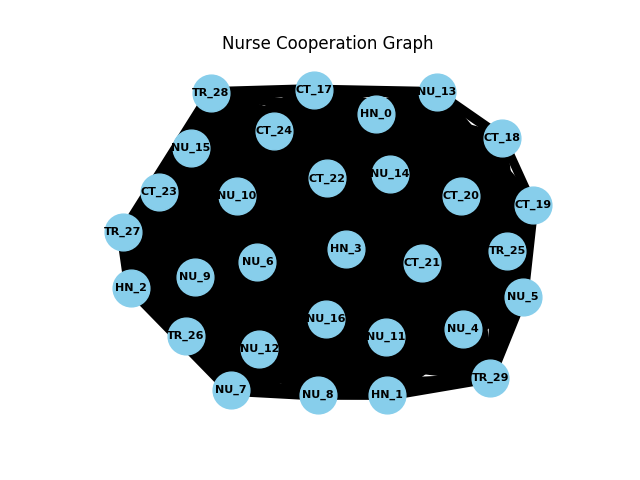 Nurse Cooperation Graph
TR_28
CT_17
NU_13
HN_0
CT_24
CT_18
NU_15
NU_14
CT_22
CT_23
NU_10
CT_20
CT_19
TR_27
HN_3
TR_25
NU_6
CT_21
NU_9
HN_2
NU_5
NU_16
NU_4
TR_26
NU_11
NU_12
TR_29
NU_7
NU_8
HN_1